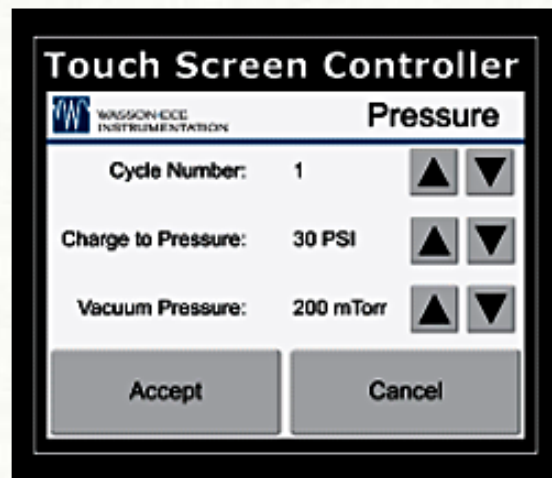 Touch Screen Controller
WASSON-ECE
INSTRUMENTATION
Pressure
Cycle Number: 1
Charge to Pressure: 30 PSI
Vacuum Pressure: 200 mTorr
Accept Cancel